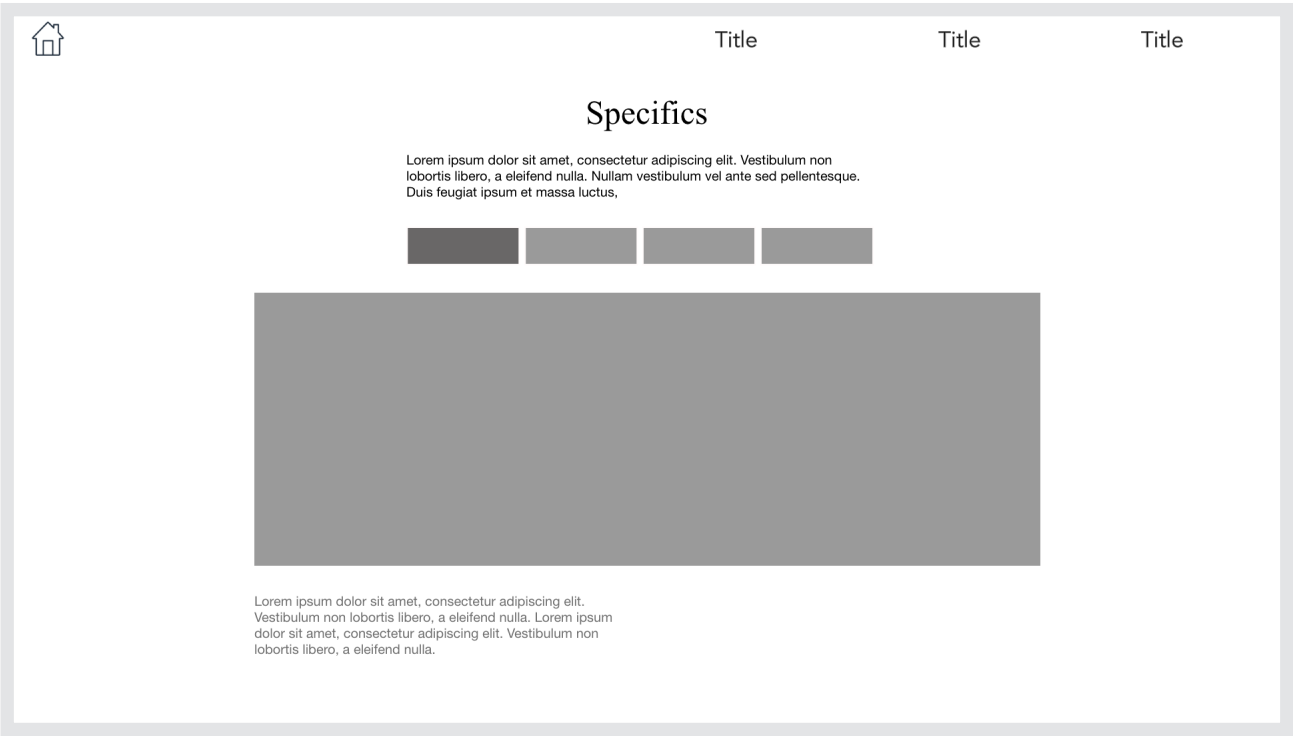 Title
Title
Title
Specifics
Lorem ipsum dolor sit amet, consectetur adipiscing elit. Vestibulum non
lobortis libero, a eleifend nulla. Nullam vestibulum vel ante sed pellentesque.
Duis feugiat ipsum et massa luctus,
Lorem ipsum dolor sit amet, consectetur adipiscing elit.
Vestibulum non lobortis libero, a eleifend nulla. Lorem ipsum
dolor sit amet, consectetur adipiscing elit. Vestibulum non
lobortis libero, a eleifend nulla.